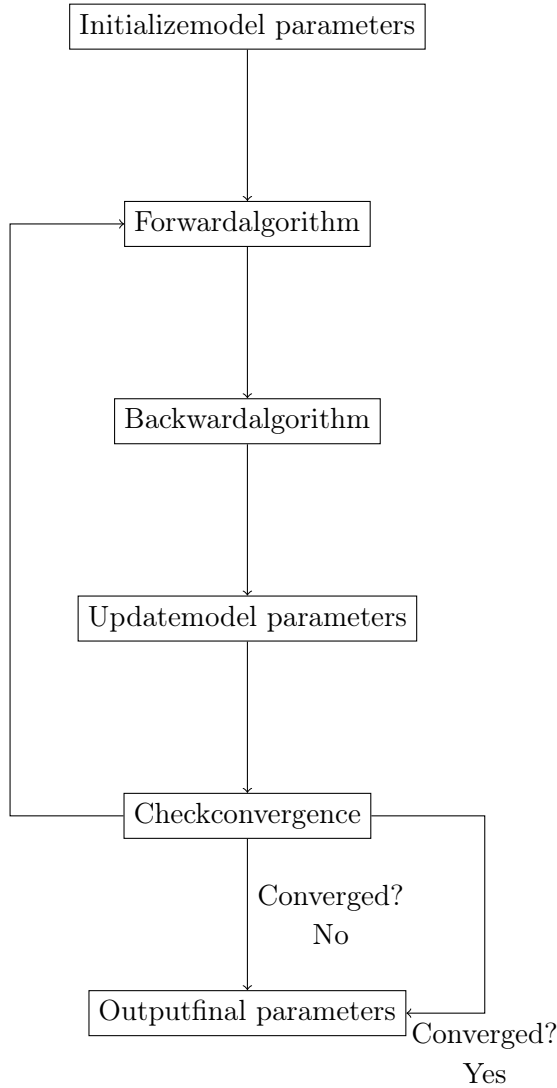 Initializemodel parameters
Forwardalgorithm
Backwardalgorithm
Updatemodel parameters
Checkconvergence
Converged?
No
Outputfinal parameters
Converged?
Yes